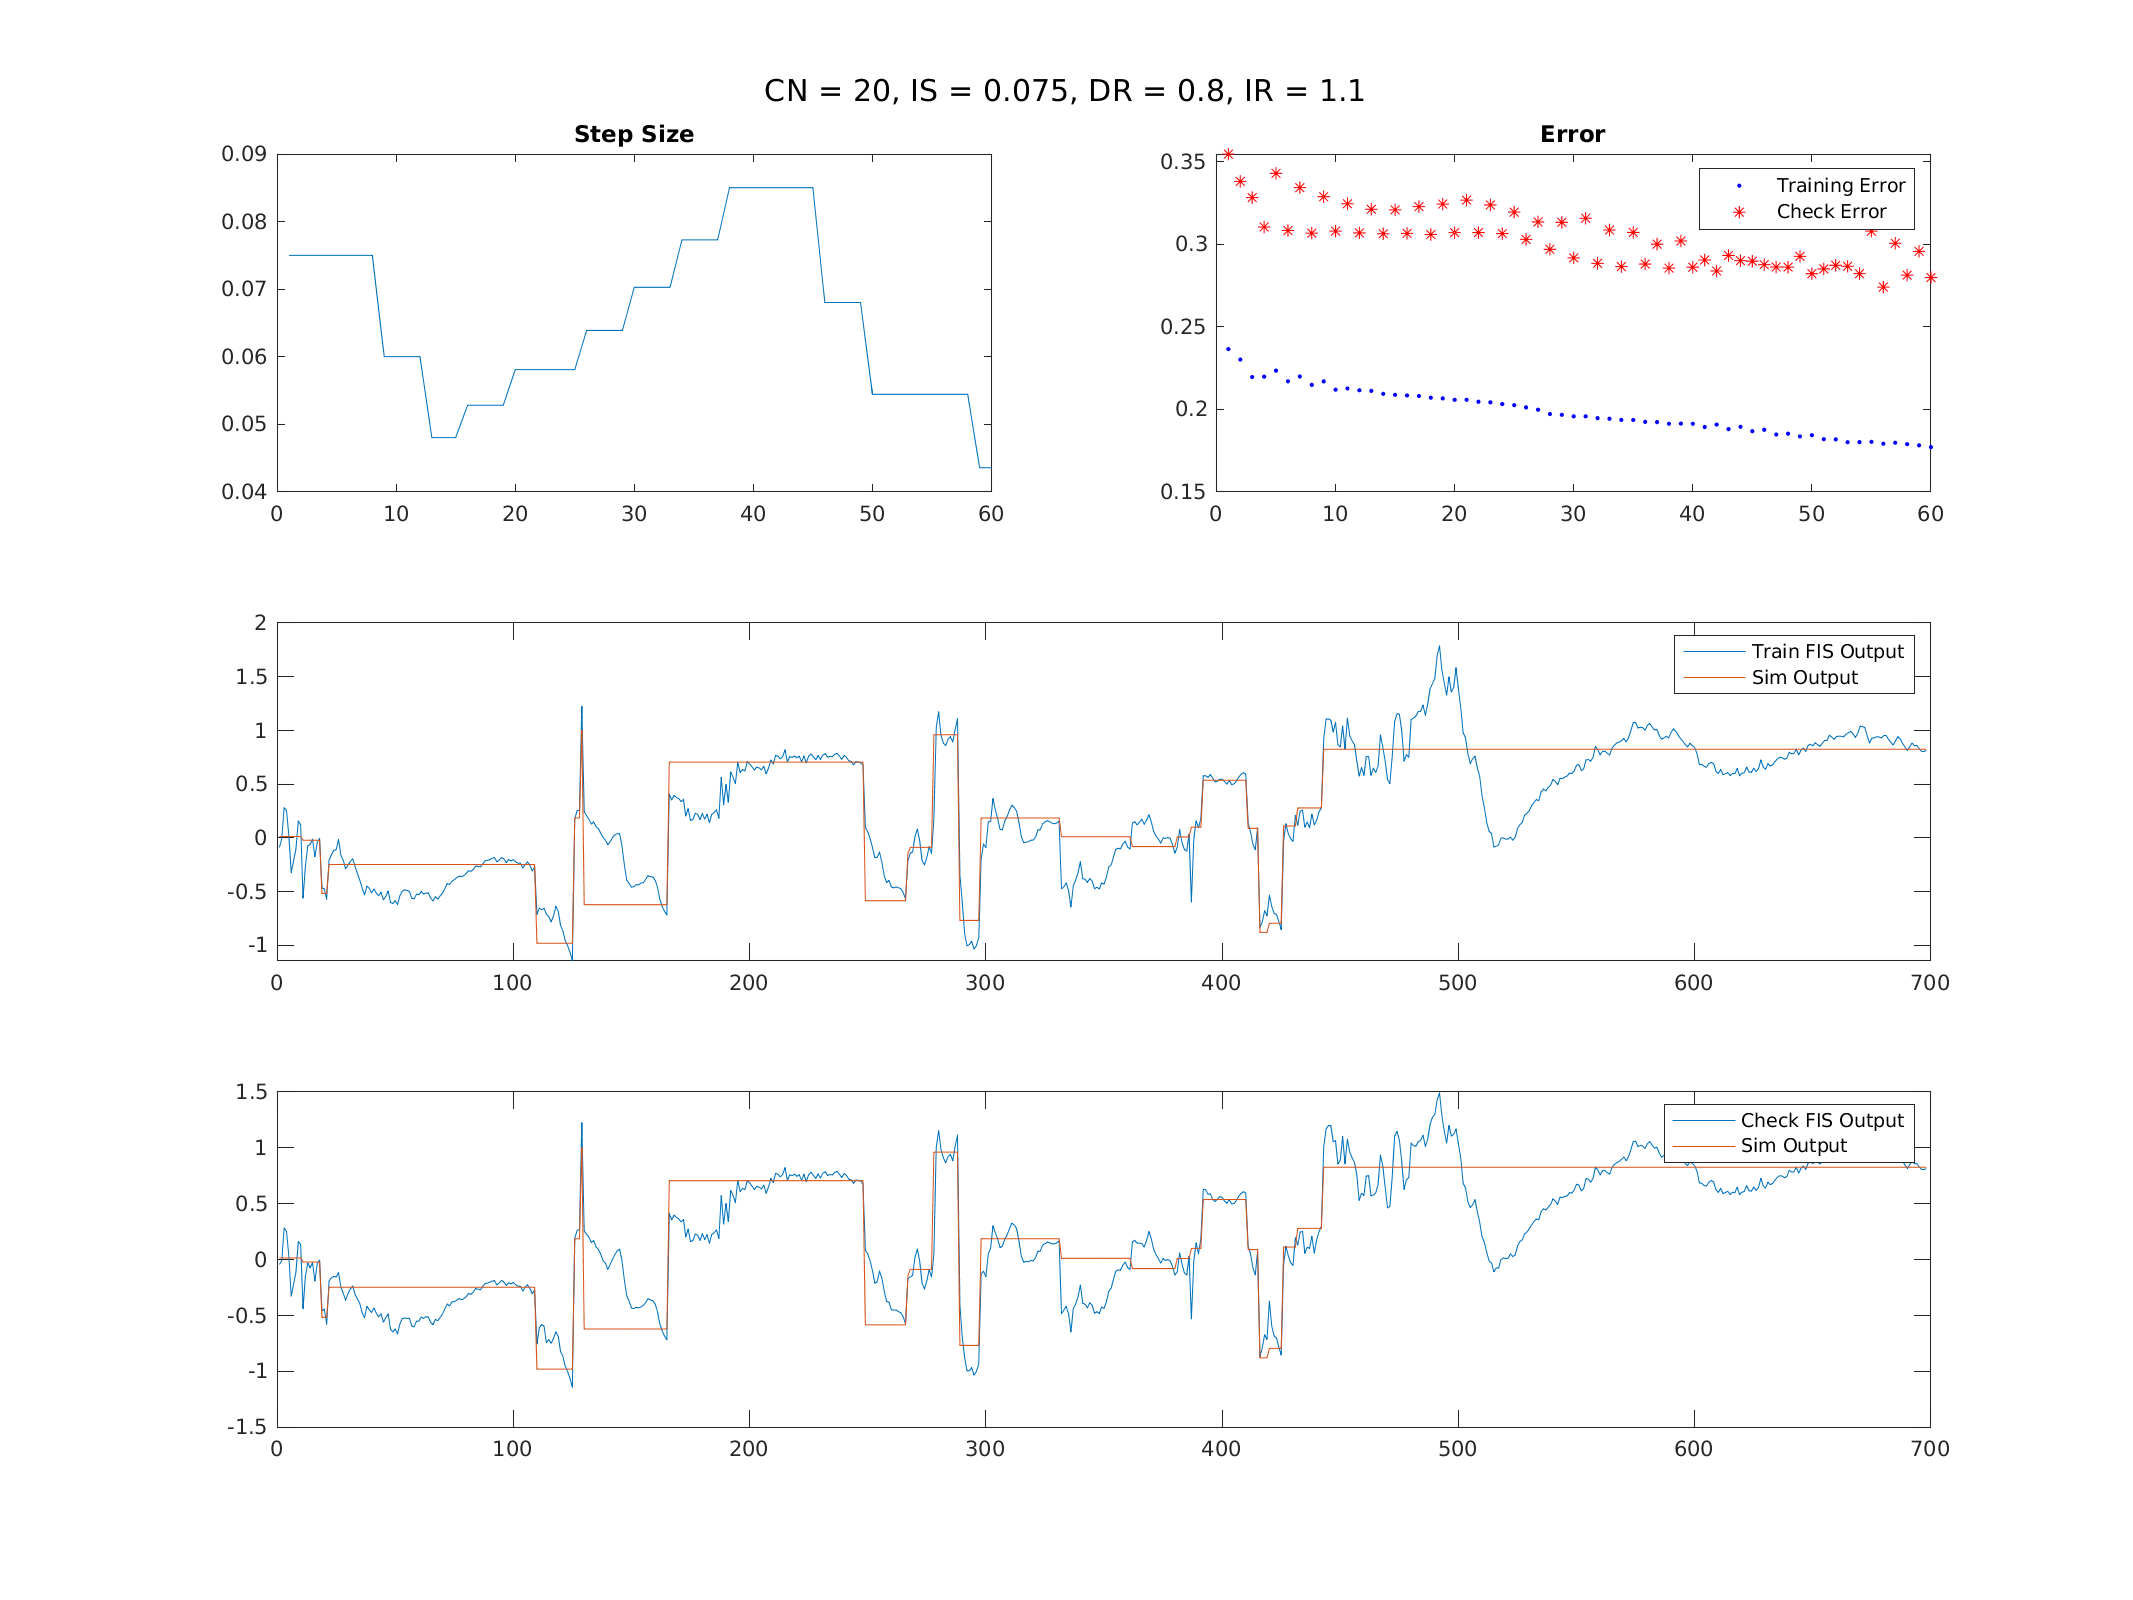 CN = 20, IS = 0.075, DR = 0.8, IR = 1.1
Step Size
0.09
0.08
0.07
0.06
0.05
0.04
0 10 20 30 40 50 60
Error
0.35
0.3
0.25
0.2
0.15
0 10 20 30 40 50 60
Training Error
Check Error
2
1.5
1
0.5
0
-0.5
-1
0 100 200 300 400 500 600 700
Train FIS Output
Sim Output
1.5
1
0.5
0
-0.5
-1
-1.5
0 100 200 300 400 500 600 700
Check FIS Output
Sim Output